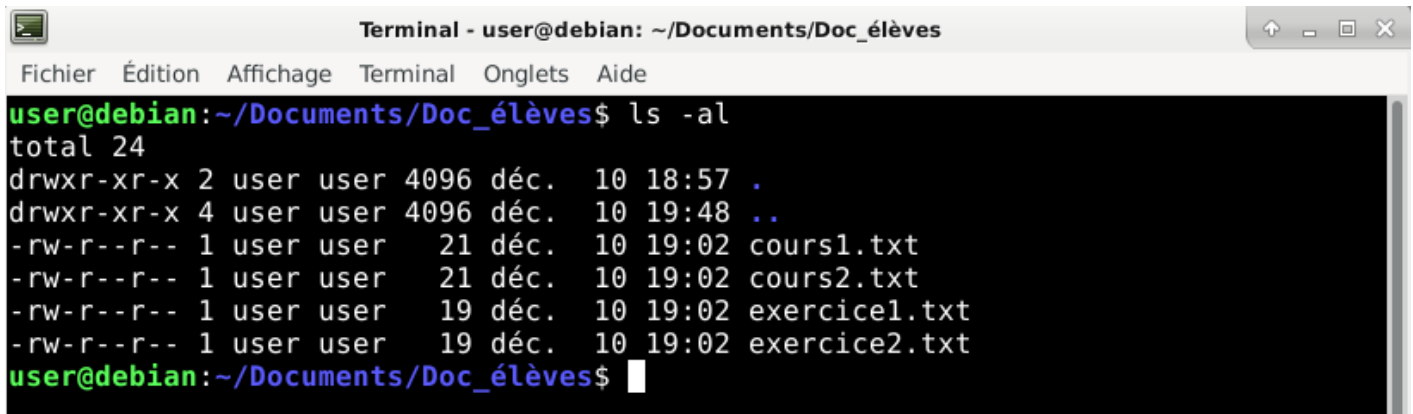 Terminal - user@debian: ~/Documents/Doc_élèves
Fichier Édition Affichage Terminal Onglets Aide
user@debian:~/Documents/Doc_élèves$ ls -al
total 24
drwxr-xr-x 2 user user 4096 déc.  10 18:57 .
drwxr-xr-x 4 user user 4096 déc.  10 19:48 ..
-rw-r--r-- 1 user user   21 déc.  10 19:02 cours1.txt
-rw-r--r-- 1 user user   21 déc.  10 19:02 cours2.txt
-rw-r--r-- 1 user user   19 déc.  10 19:02 exercice1.txt
-rw-r--r-- 1 user user   19 déc.  10 19:02 exercice2.txt
user@debian:~/Documents/Doc_élèves$